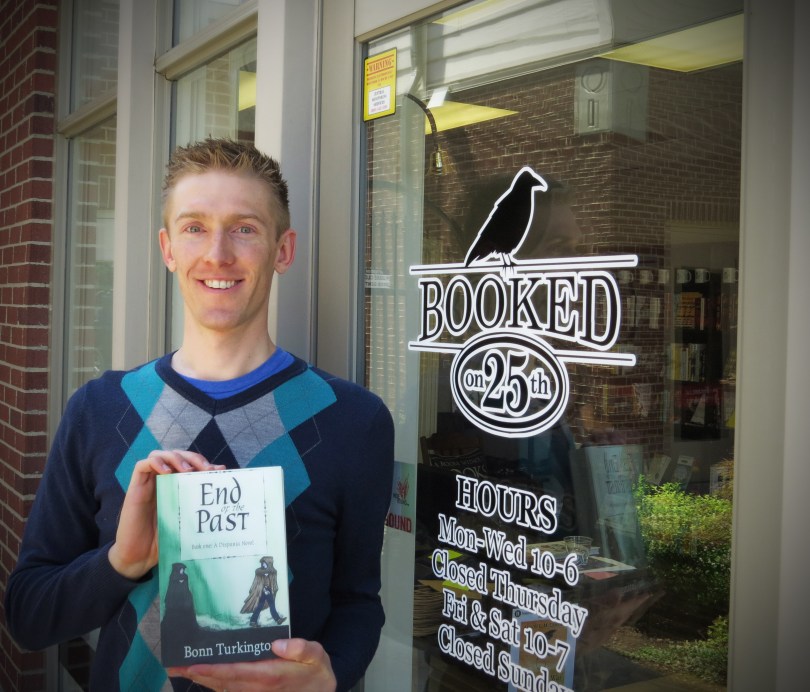 WARNING
BOOKED
on 25th
HOURS
Mon-Wed 10-6
Closed Thursday
Fri & Sat 10-7
Closed Sunday
End
of the
Past
Bonn Turkington
OUND